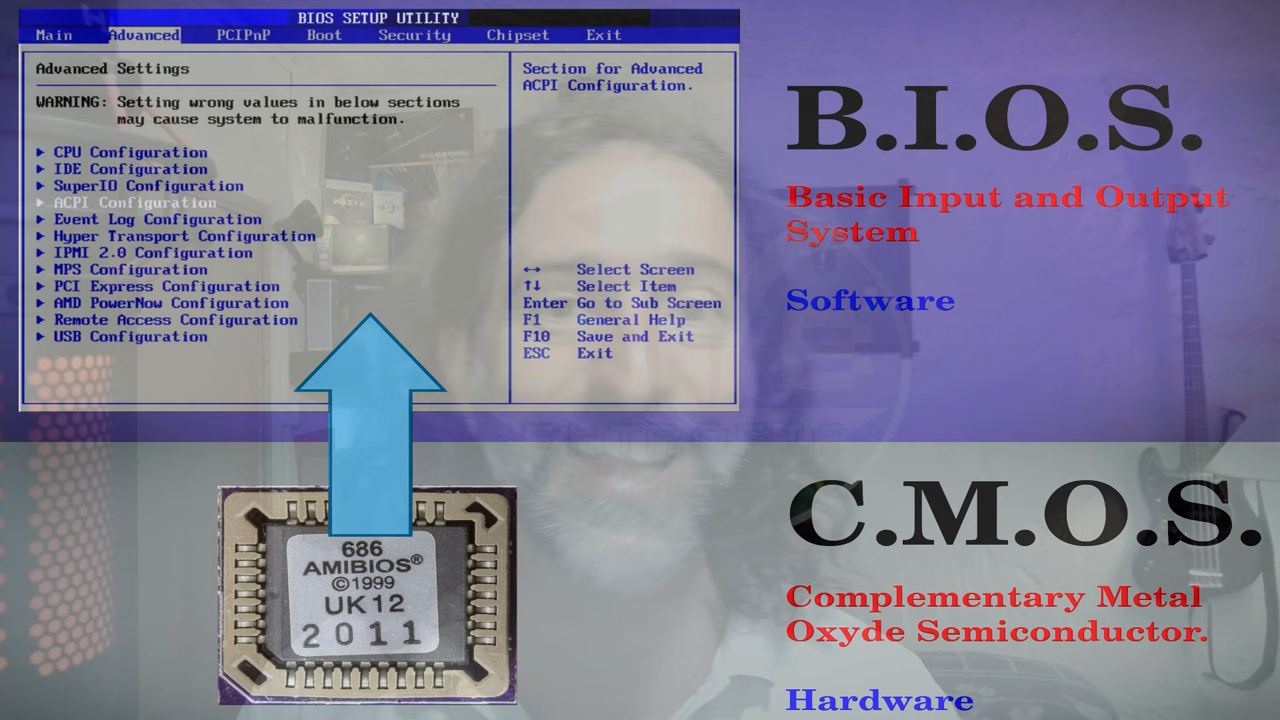 BIOS SETUP UTILITY
Main Advanced PCIPnP Boot Security Chipset Exit
Advanced Settings
WARNING: Setting wrong values in below sections
may cause system to malfunction.
▶ CPU Configuration
▶ IDE Configuration
▶ SuperIO Configuration
▶ ACPI Configuration
▶ Event Log Configuration
▶ Hyper Transport Configuration
▶ IPMI 2.0 Configuration
▶ MPS Configuration
▶ PCI Express Configuration
▶ AMD PowerNow Configuration
▶ Remote Access Configuration
▶ USB Configuration
Section for Advanced
ACPI Configuration.
↔ Select Screen
↑↓ Select Item
Enter Go to Sub Screen
F1 General Help
F10 Save and Exit
ESC Exit
B.I.O.S.
Basic Input and Output
System
Software
686
AMIBIOS®
©1999
UK12
2011
C.M.O.S.
Complementary Metal
Oxyde Semiconductor.
Hardware